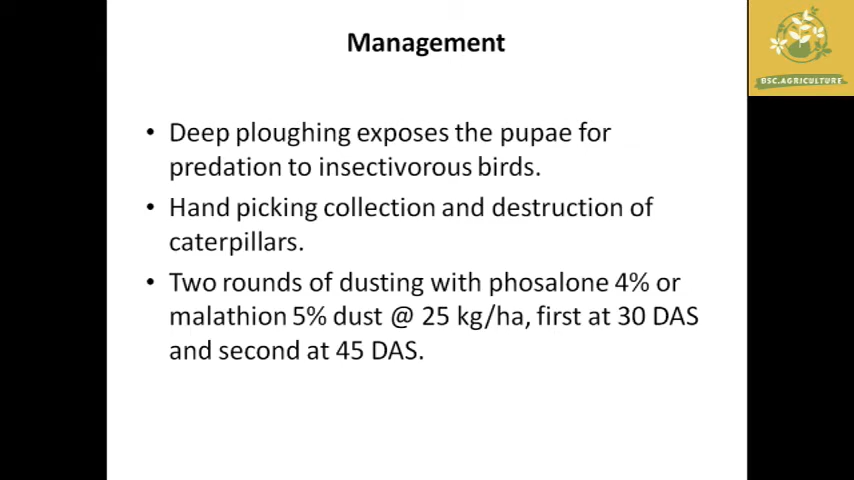 Management
BSC.AGRICULTURE
• Deep ploughing exposes the pupae for
predation to insectivorous birds.
• Hand picking collection and destruction of
caterpillars.
• Two rounds of dusting with phosalone 4% or
malathion 5% dust @ 25 kg/ha, first at 30 DAS
and second at 45 DAS.